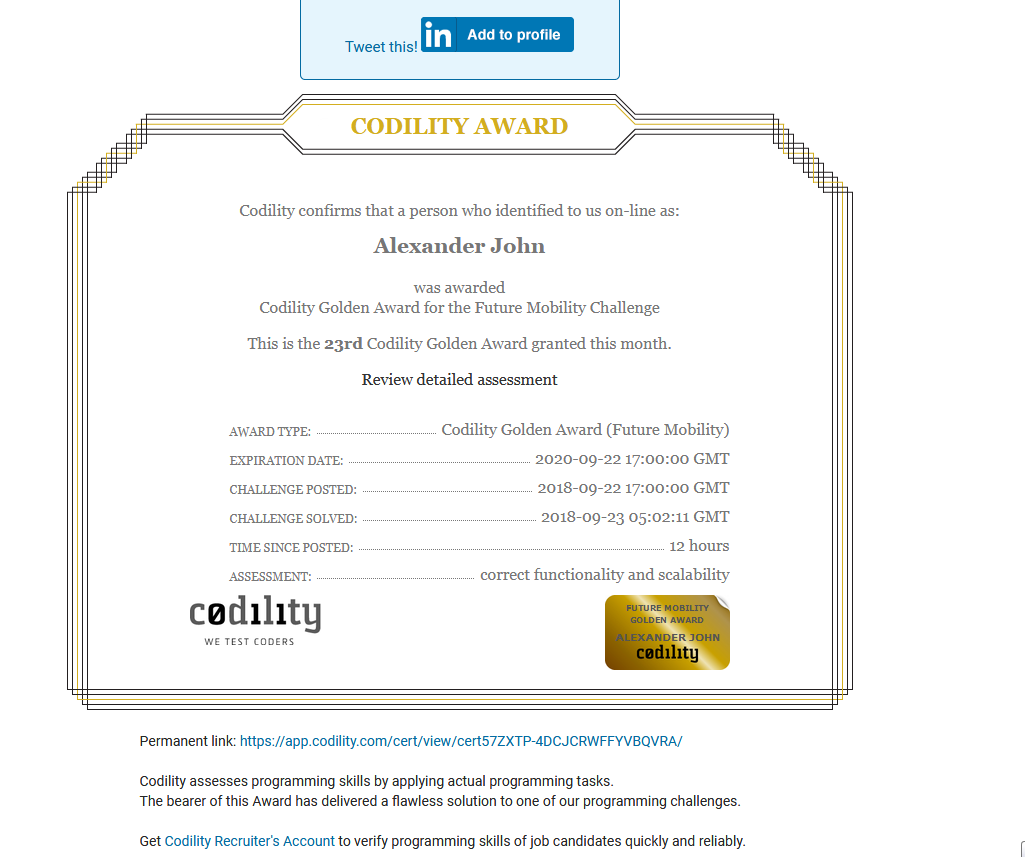 Tweet this! in Add to profile
CODILITY AWARD
Codility confirms that a person who identified to us on-line as:
Alexander John
was awarded
Codility Golden Award for the Future Mobility Challenge
This is the 23rd Codility Golden Award granted this month.
Review detailed assessment
AWARD TYPE: Codility Golden Award (Future Mobility)
EXPIRATION DATE: 2020-09-22 17:00:00 GMT
CHALLENGE POSTED: 2018-09-22 17:00:00 GMT
CHALLENGE SOLVED: 2018-09-23 05:02:11 GMT
TIME SINCE POSTED: 12 hours
ASSESSMENT: correct functionality and scalability
codility
WE TEST CODERS
FUTURE MOBILITY
GOLDEN AWARD
ALEXANDER JOHN
codility
Permanent link: https://app.codility.com/cert/view/cert57ZXTP-4DCJCRWFFYVBQVRA/
Codility assesses programming skills by applying actual programming tasks.
The bearer of this Award has delivered a flawless solution to one of our programming challenges.
Get Codility Recruiter's Account to verify programming skills of job candidates quickly and reliably.